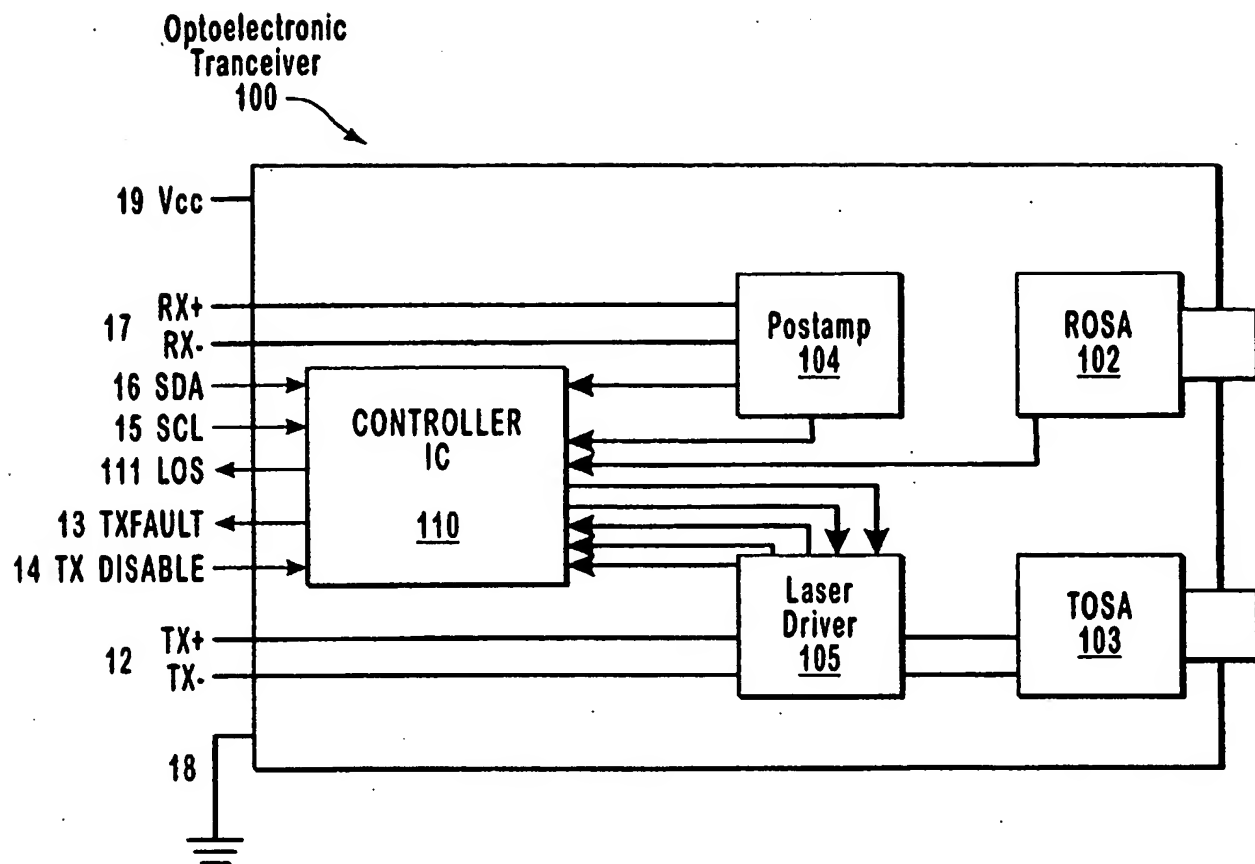 Optoelectronic
Tranceiver
100
19 Vcc
RX+
17
RX-
16 SDA
15 SCL
111 LOS
13 TXFAULT
14 TX DISABLE
TX+
12
TX-
18
CONTROLLER
IC
110
Postamp
104
ROSA
102
Laser
Driver
105
TOSA
103